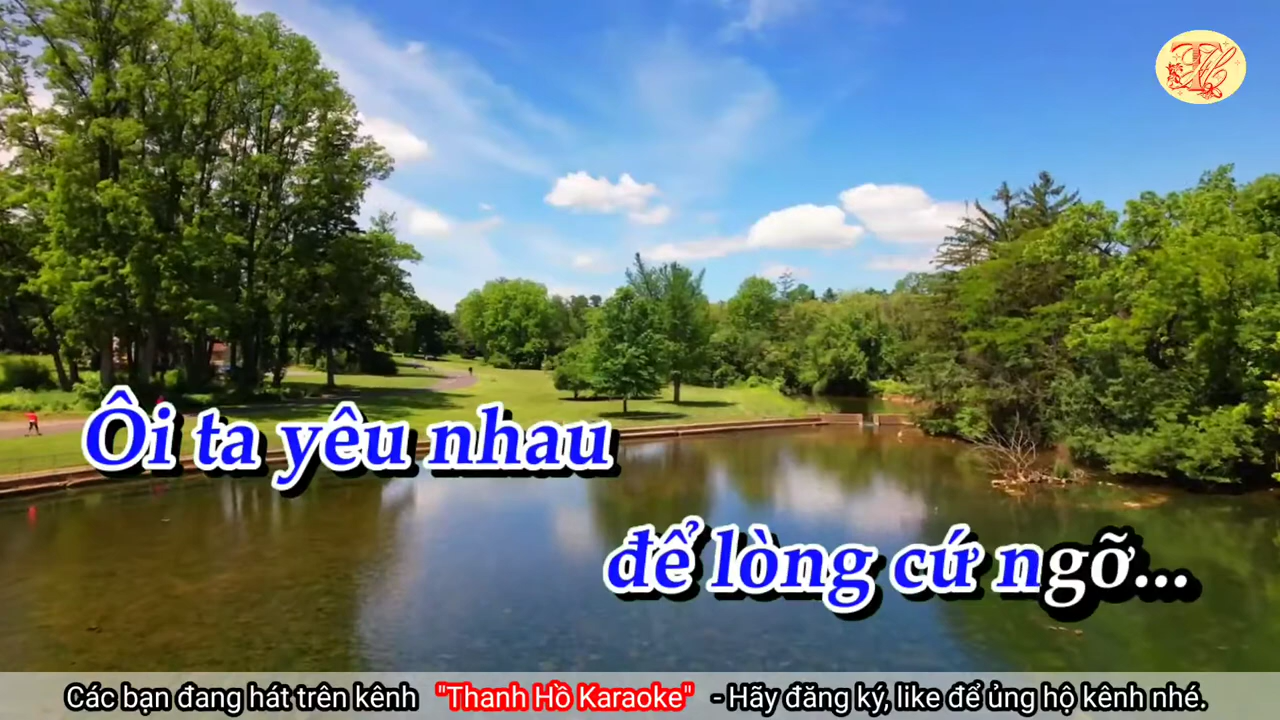 Ôi ta yêu nhau
để lòng cứ ngỡ...
Các bạn đang hát trên kênh "Thanh Hồ Karaoke" - Hãy đăng ký, like để ủng hộ kênh nhé.